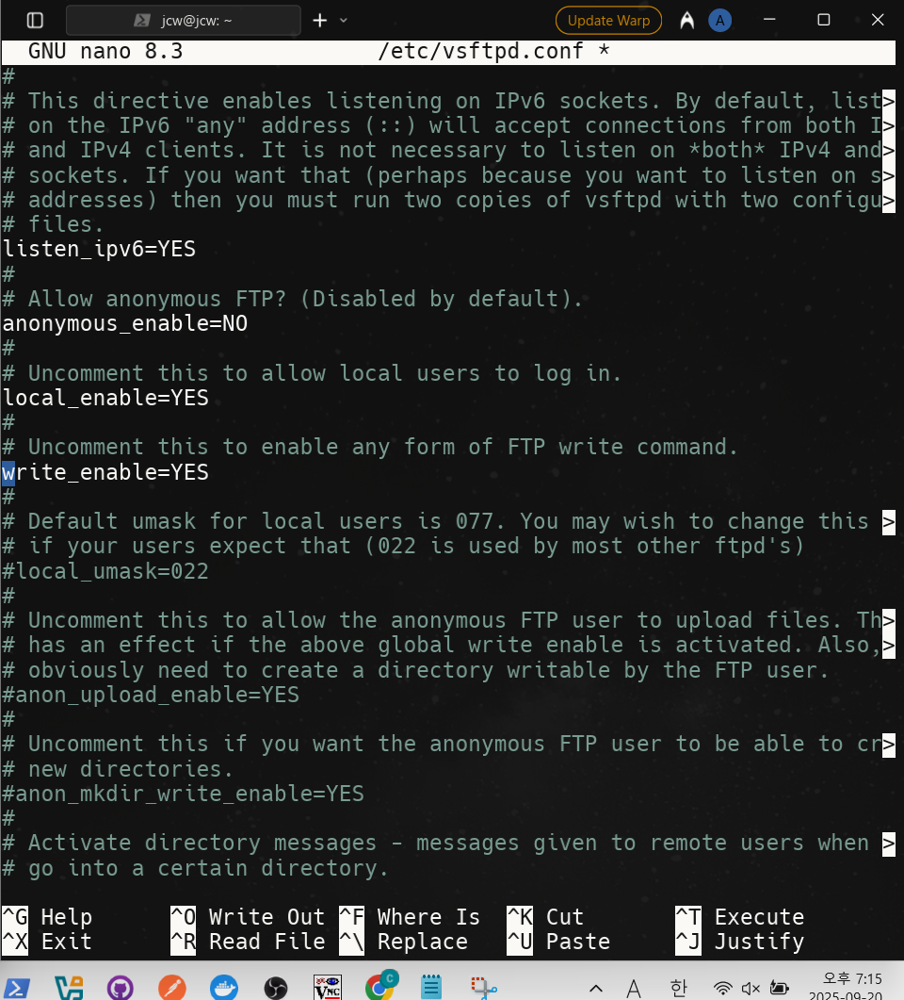 jcw@jcw: ~
Update Warp
A
GNU nano 8.3 /etc/vsftpd.conf *
#
# This directive enables listening on IPv6 sockets. By default, list>
# on the IPv6 "any" address (::) will accept connections from both I>
# and IPv4 clients. It is not necessary to listen on *both* IPv4 and>
# sockets. If you want that (perhaps because you want to listen on s>
# addresses) then you must run two copies of vsftpd with two configu>
# files.
listen_ipv6=YES
#
# Allow anonymous FTP? (Disabled by default).
anonymous_enable=NO
#
# Uncomment this to allow local users to log in.
local_enable=YES
#
# Uncomment this to enable any form of FTP write command.
write_enable=YES
#
# Default umask for local users is 077. You may wish to change this >
# if your users expect that (022 is used by most other ftpd's)
#local_umask=022
#
# Uncomment this to allow the anonymous FTP user to upload files. Th>
# has an effect if the above global write enable is activated. Also,>
# obviously need to create a directory writable by the FTP user.
#anon_upload_enable=YES
#
# Uncomment this if you want the anonymous FTP user to be able to cr>
# new directories.
#anon_mkdir_write_enable=YES
#
# Activate directory messages - messages given to remote users when >
# go into a certain directory.
^G Help ^O Write Out ^F Where Is ^K Cut ^T Execute
^X Exit ^R Read File ^\ Replace ^U Paste ^J Justify
VNC
C
A
한
오후 7:15
2025-09-20